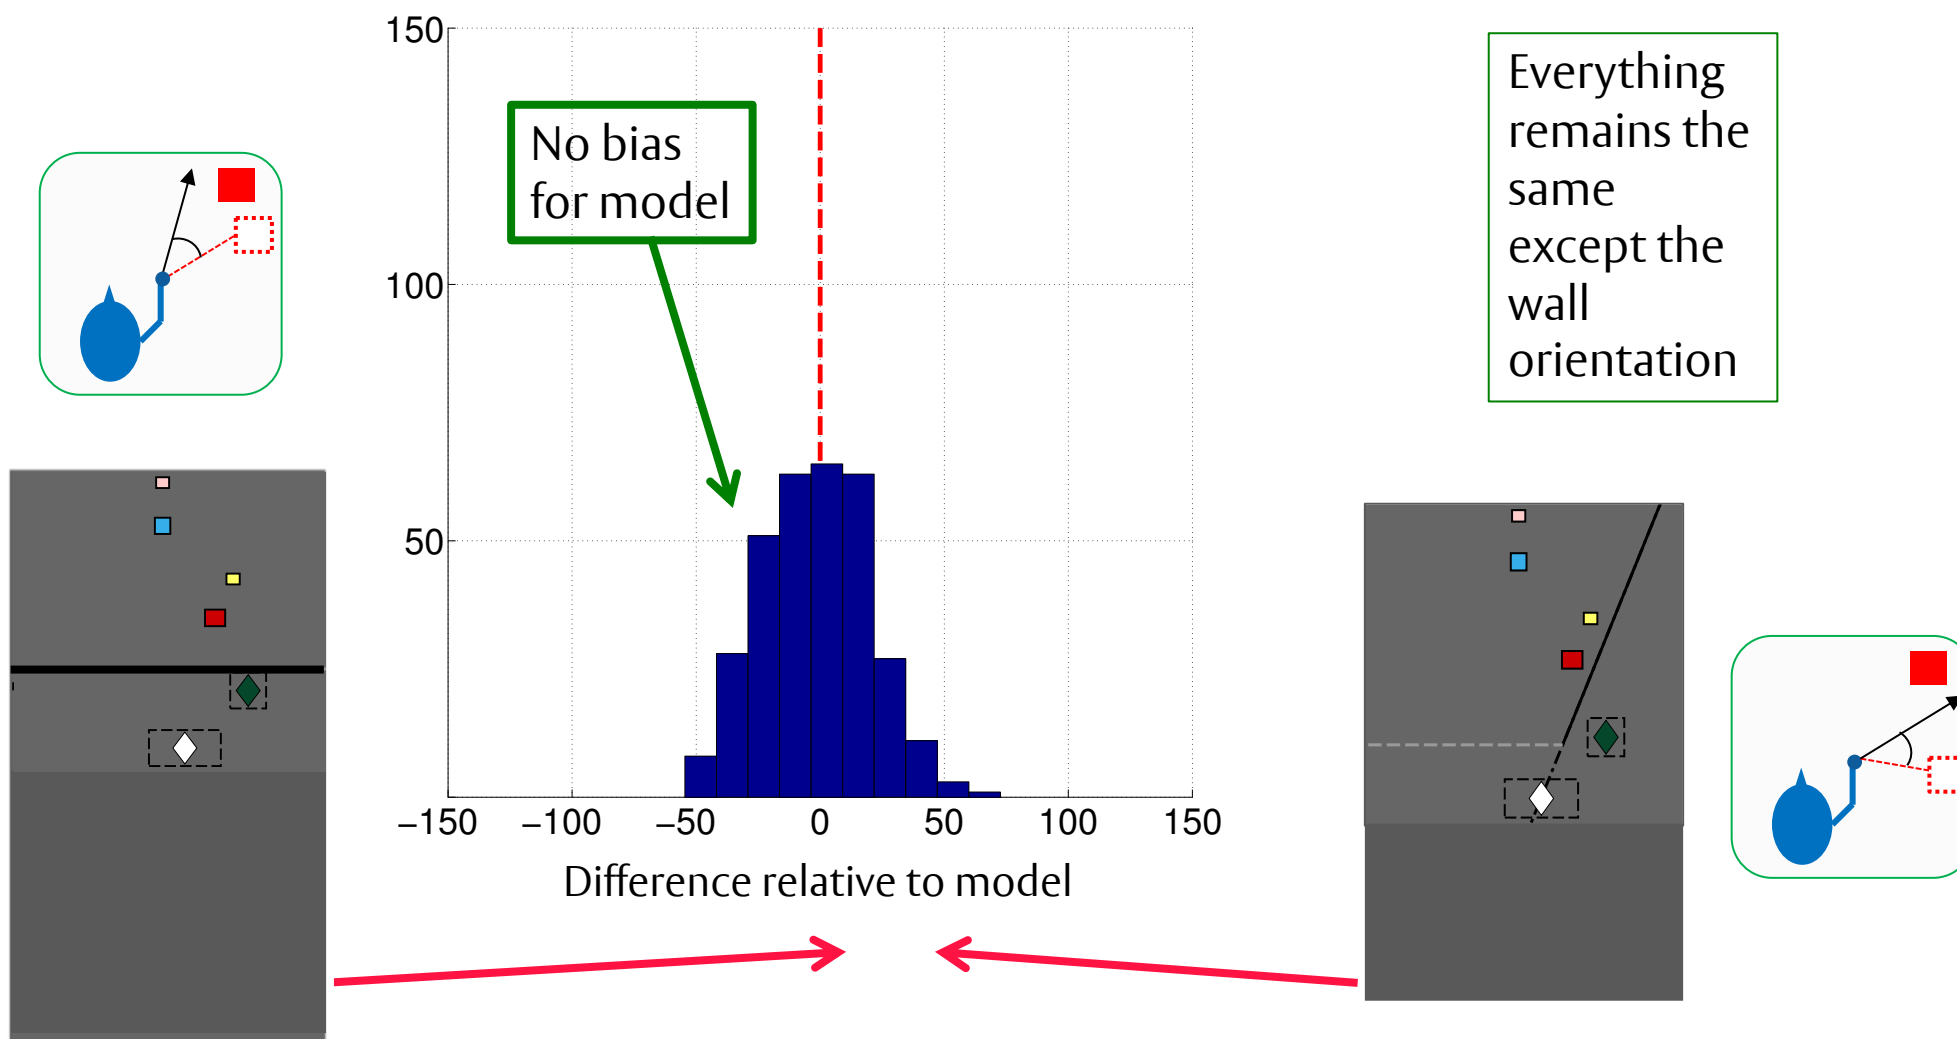 150
100
50
−150
−100
−50
0
50
100
150
Difference relative to model
No bias
for model
Everything
remains the
same
except the
wall
orientation